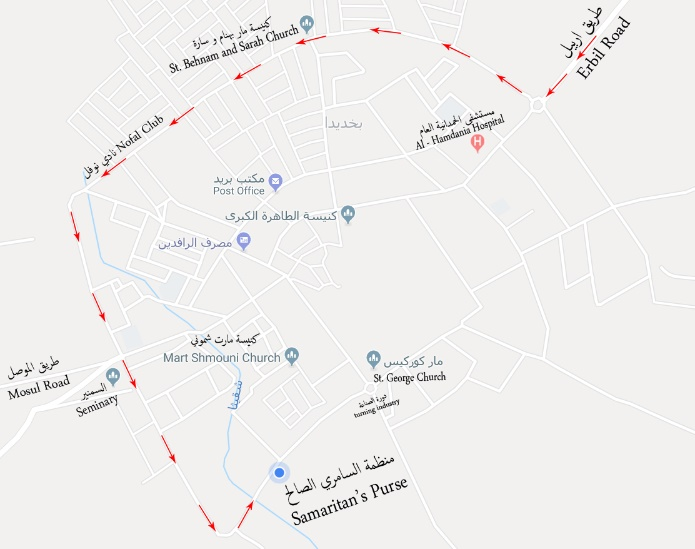 طريق اربيل
Erbil Road
كنيسة مار بهنام و سارة
St. Behnam and Sarah Church
مستشفى الحمدانية العام
Al - Hamdania Hospital
H
بخديدا
Nofal Club نادي نوفل
مكتب بريد
Post Office
كنيسة الطاهرة الكبرى
مصرف الرافدين
كنيسة مارت شموني
Mart Shmouni Church
مار كوركيس
St. George Church
طريق الموصل
Mosul Road
السمنير
Seminary
دورة الصناعة
turning industry
منظمة السامري الصالح
Samaritan's Purse